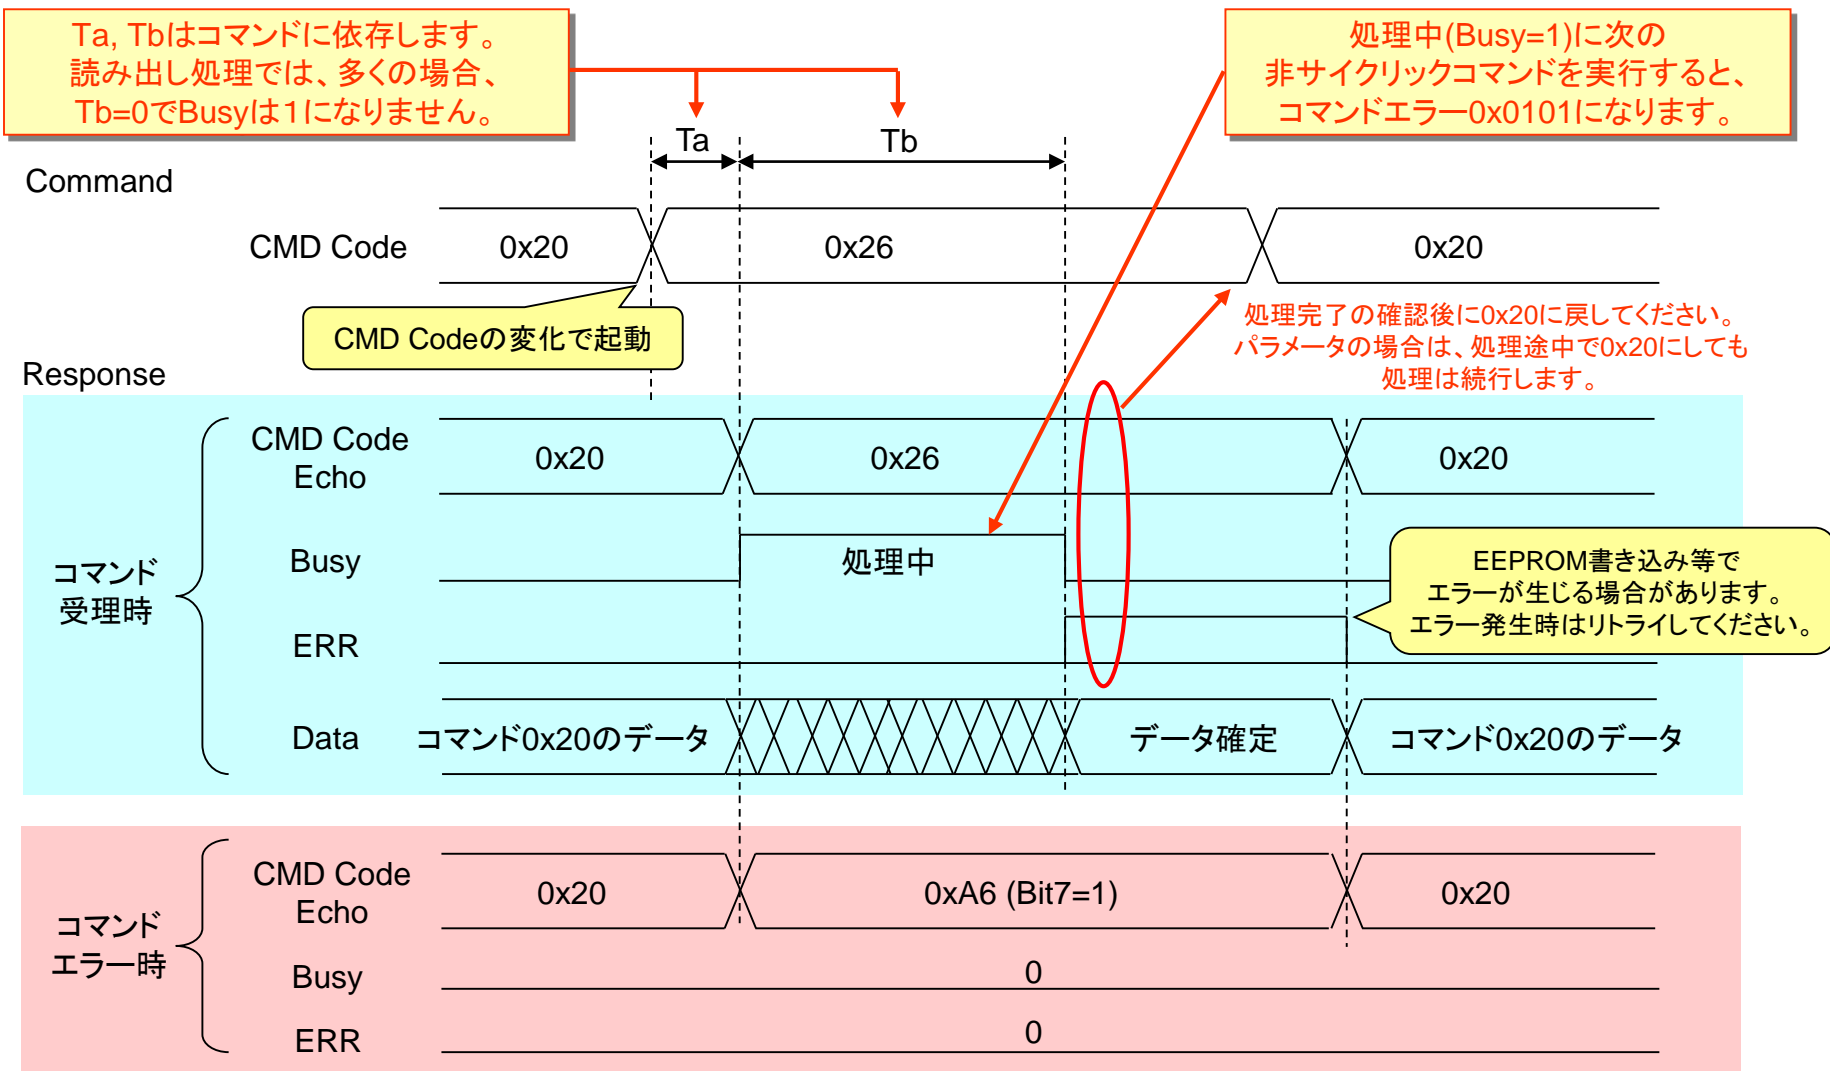 Ta, Tbはコマンドに依存します。
読み出し処理では、多くの場合、
Tb=0でBusyは１になりません。
処理中(Busy=1)に次の
非サイクリックコマンドを実行すると、
コマンドエラー0x0101になります。
Ta
Tb
Command
CMD Code
0x20
0x26
0x20
CMD Codeの変化で起動
処理完了の確認後に0x20に戻してください。
パラメータの場合は、処理途中で0x20にしても
処理は続行します。
Response
コマンド
受理時
CMD Code
Echo
0x20
0x26
0x20
Busy
処理中
EEPROM書き込み等で
エラーが生じる場合があります。
エラー発生時はリトライしてください。
ERR
Data
コマンド0x20のデータ
データ確定
コマンド0x20のデータ
コマンド
エラー時
CMD Code
Echo
0x20
0xA6 (Bit7=1)
0x20
Busy
0
ERR
0